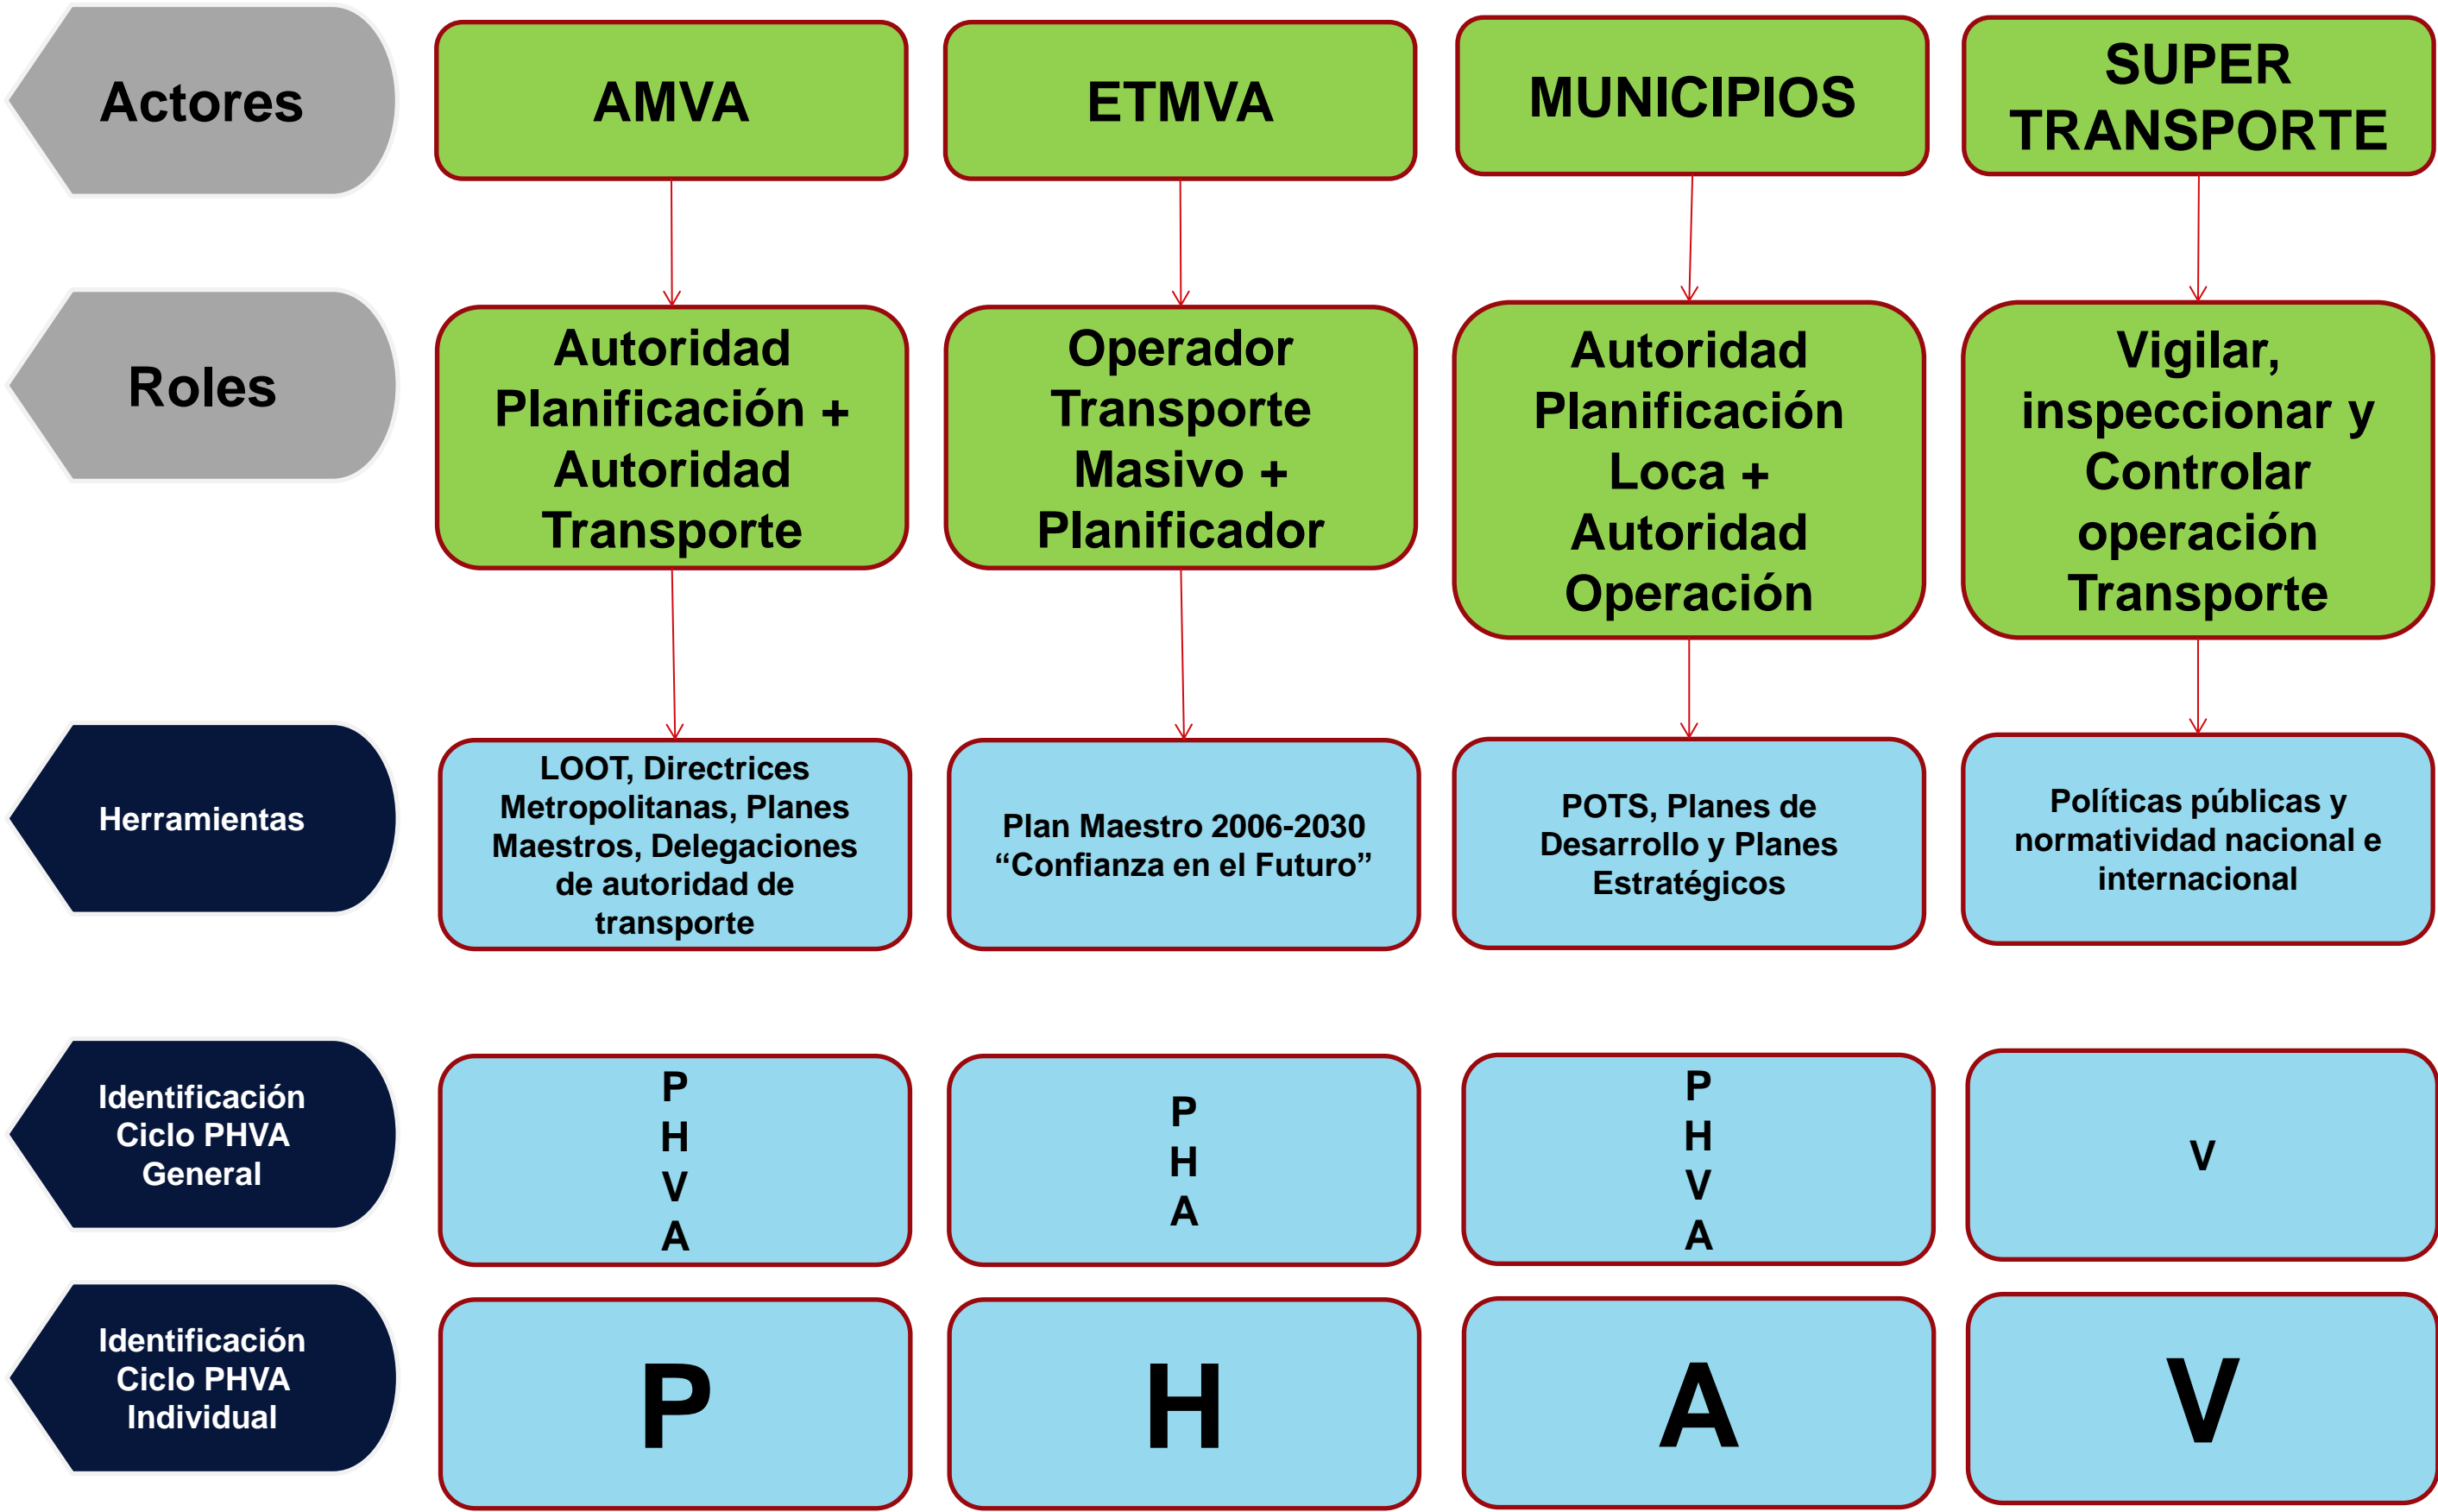 Actores
AMVA
ETMVA
MUNICIPIOS
SUPER
TRANSPORTE
Roles
Autoridad
Planificación +
Autoridad
Transporte
Operador
Transporte
Masivo +
Planificador
Autoridad
Planificación
Loca +
Autoridad
Operación
Vigilar,
inspeccionar y
Controlar
operación
Transporte
Herramientas
LOOT, Directrices
Metropolitanas, Planes
Maestros, Delegaciones
de autoridad de
transporte
Plan Maestro 2006-2030
“Confianza en el Futuro”
POTS, Planes de
Desarrollo y Planes
Estratégicos
Políticas públicas y
normatividad nacional e
internacional
Identificación
Ciclo PHVA
General
P
H
V
A
P
H
A
P
H
V
A
V
Identificación
Ciclo PHVA
Individual
P
H
A
V